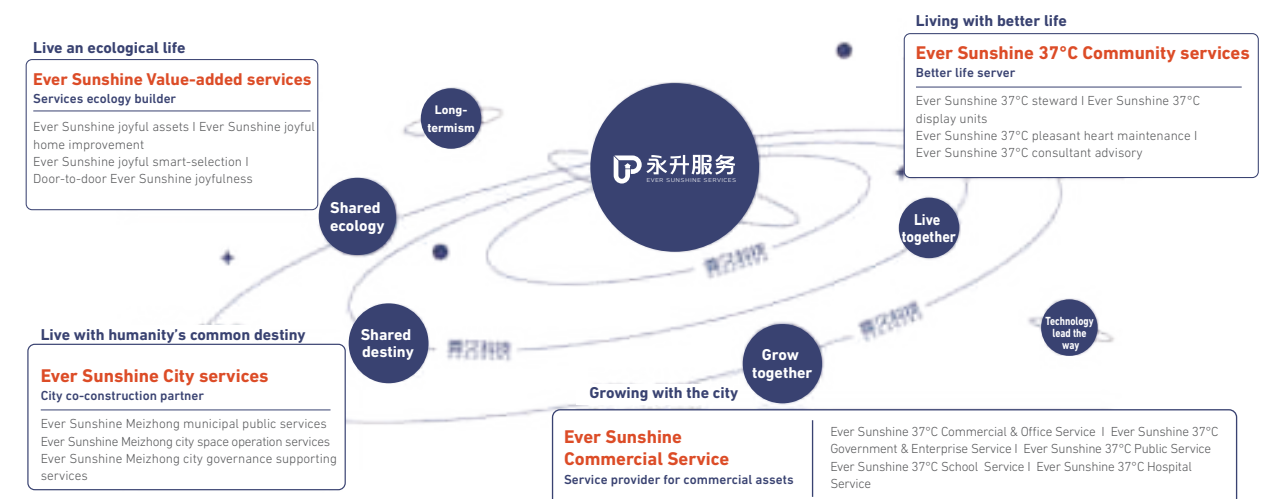 Live an ecological life
Ever Sunshine Value-added services
Services ecology builder
Ever Sunshine joyful assets I Ever Sunshine joyful
home improvement
Ever Sunshine joyful smart-selection I
Door-to-door Ever Sunshine joyfulness
Living with better life
Ever Sunshine 37°C Community services
Better life server
Ever Sunshine 37°C steward I Ever Sunshine 37°C
display units
Ever Sunshine 37°C pleasant heart maintenance I
Ever Sunshine 37°C consultant advisory
Long-
termism
永升服务
EVER SUNSHINE SERVICES
Shared
ecology
Live
together
Shared
destiny
Grow
together
Technology
lead the
way
Live with humanity's common destiny
Ever Sunshine City services
City co-construction partner
Ever Sunshine Meizhong municipal public services
Ever Sunshine Meizhong city space operation services
Ever Sunshine Meizhong city governance supporting
services
Growing with the city
Ever Sunshine
Commercial Service
Service provider for commercial assets
Ever Sunshine 37°C Commercial & Office Service I Ever Sunshine 37°C
Government & Enterprise Service I Ever Sunshine 37°C Public Service
Ever Sunshine 37°C School Service I Ever Sunshine 37°C Hospital
Service